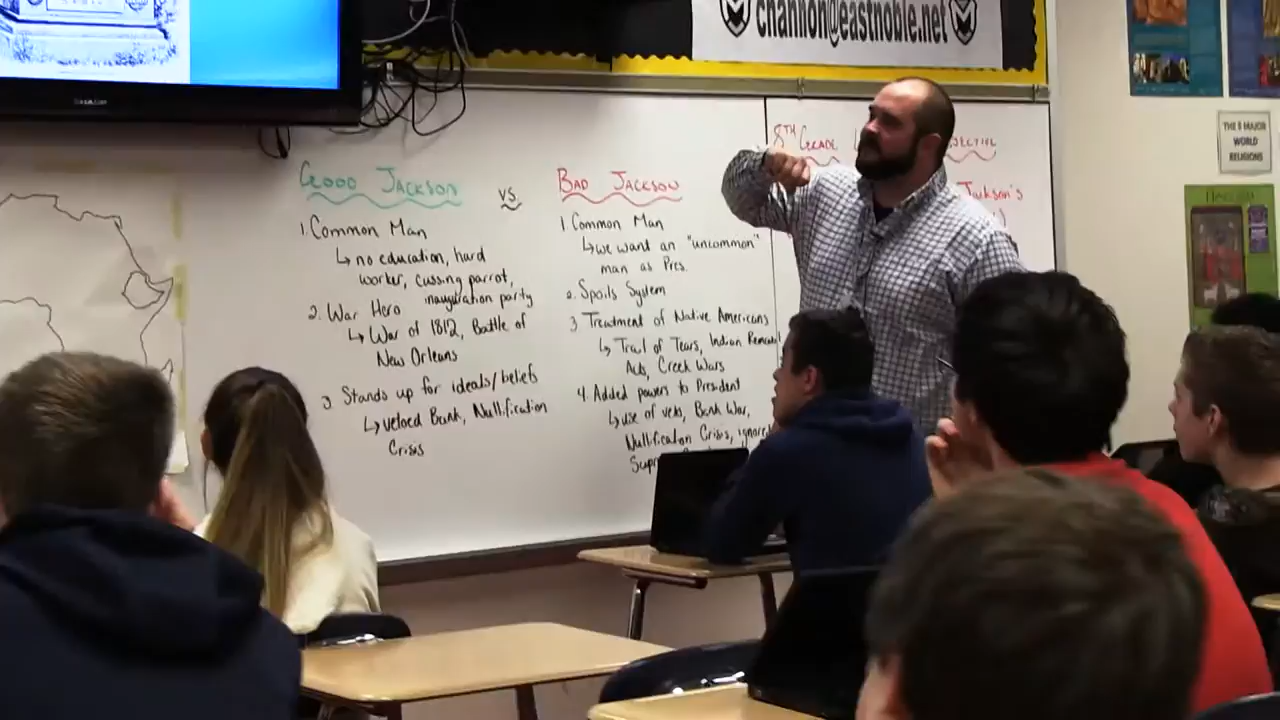 channon@eastnoble.net
THE 5 MAJOR
WORLD
RELIGIONS
8TH GRADE
Jackson's
GOOD JACKSON
VS.
BAD JACKSON
1. Common Man
↳ no education, hard
worker, cussing parrot,
inauguration party
2. War Hero
↳ War of 1812, Battle of
New Orleans
3. Stands up for ideals/beliefs
↳ vetoed Bank, Nullification
Crisis
1. Common Man
↳ we want an "uncommon"
man as Pres.
2. Spoils System
3 Treatment of Native Americans
↳ Trail of Tears, Indian Removal
Act, Creek Wars
4. Added powers to President
↳ use of veto, Bank War,
Nullification Crisis,